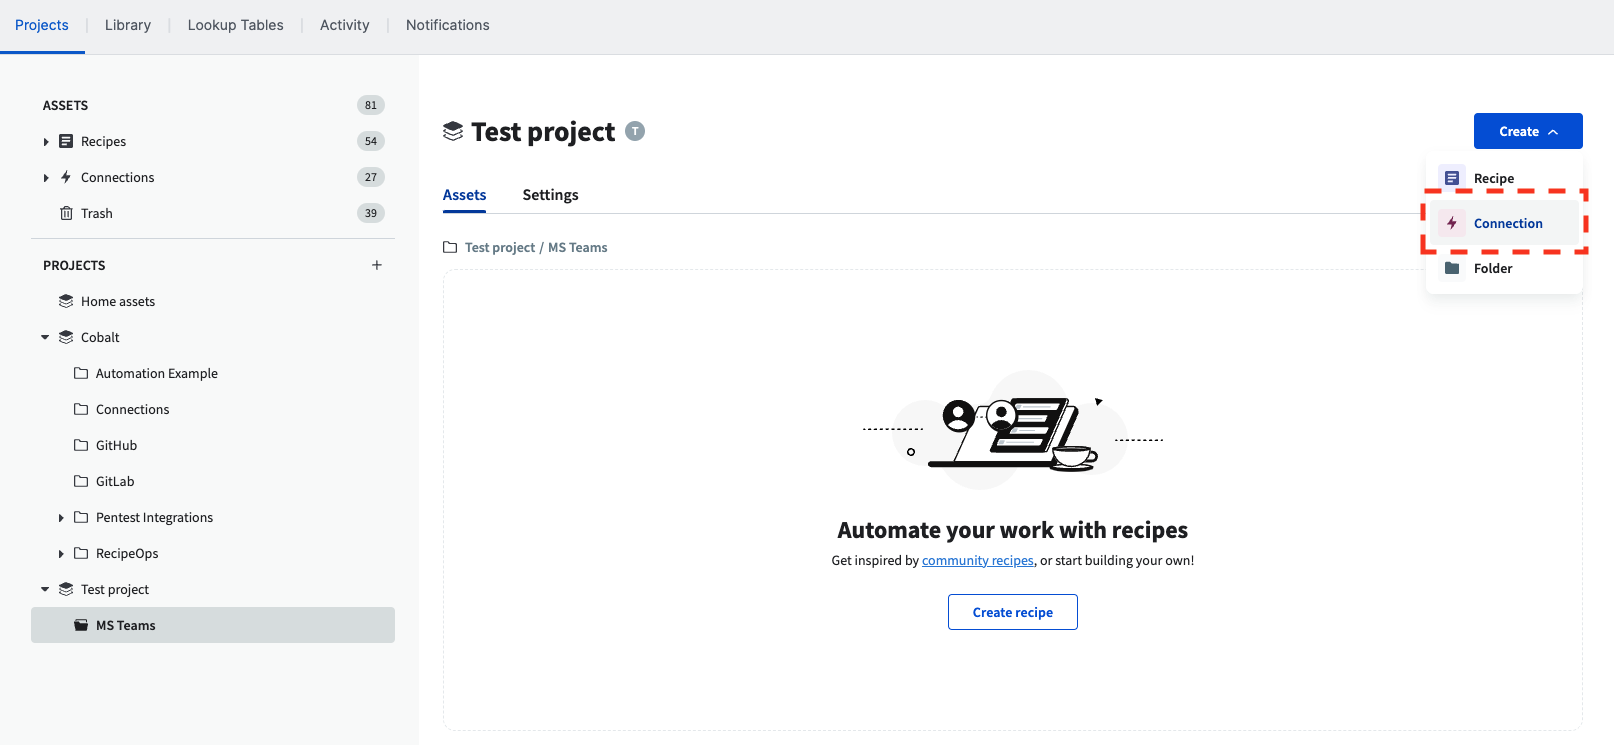 Projects
Library
Lookup Tables
Activity
Notifications
ASSETS 81
Recipes 54
Connections 27
Trash 39
PROJECTS
Home assets
Cobalt
Automation Example
Connections
GitHub
GitLab
Pentest Integrations
RecipeOps
Test project
MS Teams
Test project T
Create
Recipe
Connection
Folder
Assets
Settings
Test project / MS Teams
Automate your work with recipes
Get inspired by community recipes, or start building your own!
Create recipe